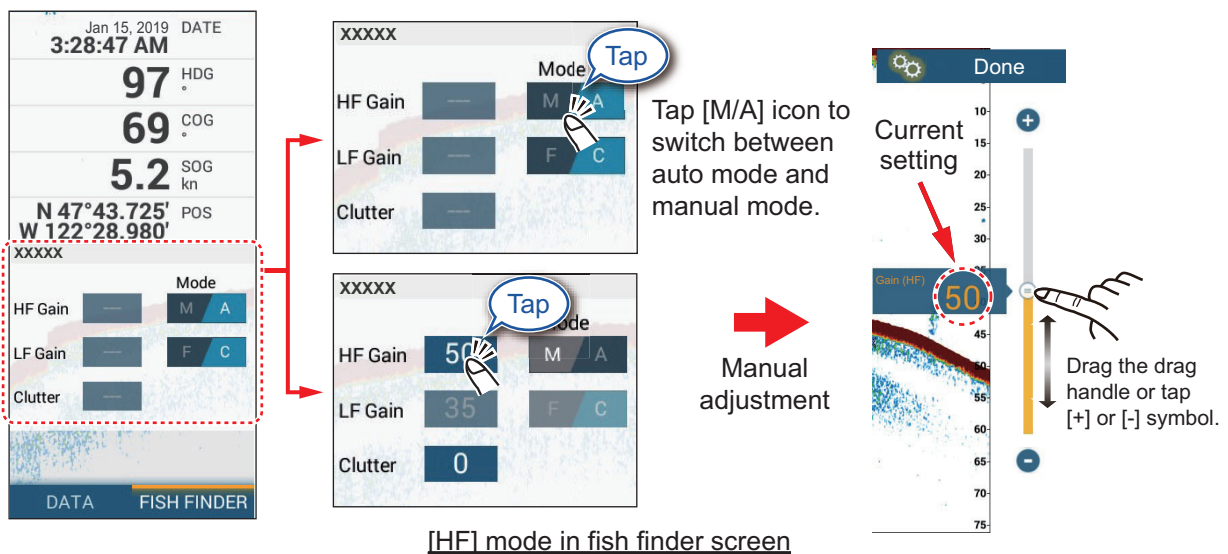 Jan 15, 2019 DATE
3:28:47 AM
97 HDG
°
69 COG
°
5.2 SOG
kn
N 47°43.725′ POS
W 122°28.980′
XXXXX
Mode
HF Gain --- M A
LF Gain --- F C
Clutter ---
DATA FISH FINDER
XXXXX
Tap
Mode
HF Gain --- M A
LF Gain --- F C
Clutter ---
Tap [M/A] icon to
switch between
auto mode and
manual mode.
XXXXX
Tap
ode
HF Gain 50 M A
LF Gain 35 F C
Clutter 0
Manual
adjustment
Done
Current
setting
Gain (HF)
50
10
15
20
25
30
35
45
50
55
60
65
70
75
+
=
-
Drag the drag
handle or tap
[+] or [-] symbol.
[HF] mode in fish finder screen